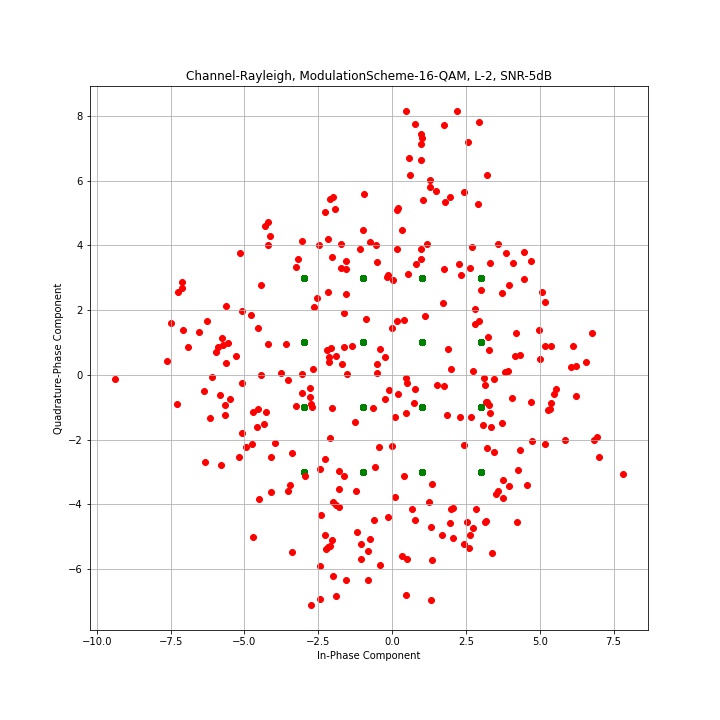 Channel-Rayleigh, ModulationScheme-16-QAM, L-2, SNR-5dB
8
6
4
2
0
−2
−4
−6
Quadrature-Phase Component
−10.0 −7.5 −5.0 −2.5 0.0 2.5 5.0 7.5
In-Phase Component